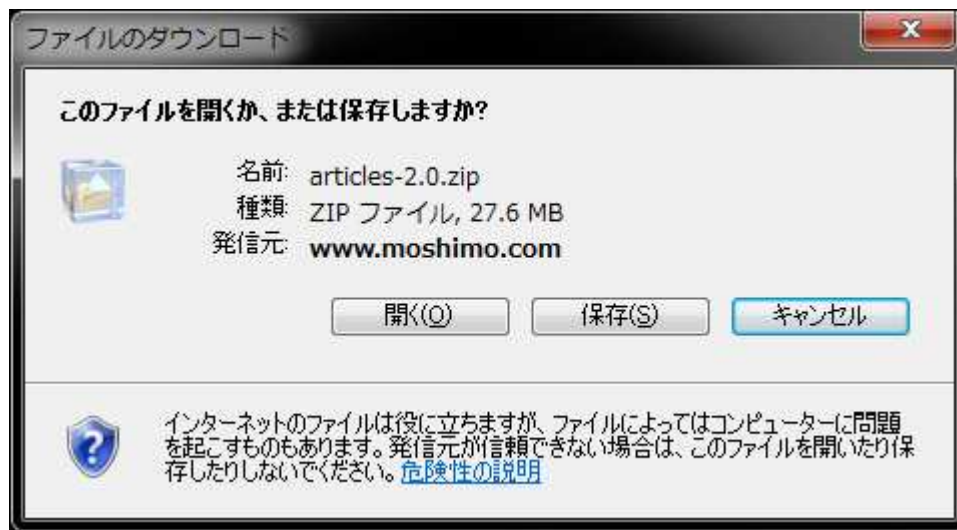 ファイルのダウンロード
このファイルを開くか、または保存しますか?
名前: articles-2.0.zip
種類: ZIP ファイル, 27.6 MB
発信元: www.moshimo.com
開く(O) 保存(S) キャンセル
インターネットのファイルは役に立ちますが、ファイルによってはコンピューターに問題
を起こすものもあります。発信元が信頼できない場合は、このファイルを開いたり保
存したりしないでください。危険性の説明